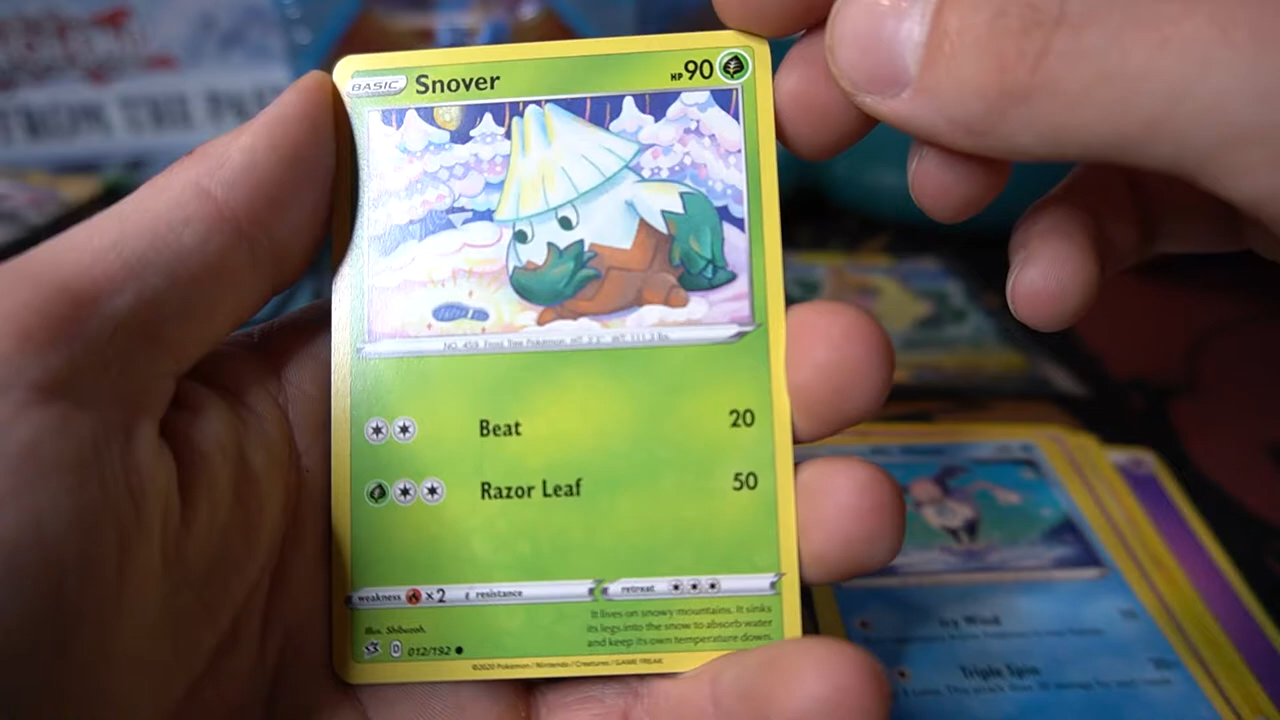 BASIC Snover HP 90
NO. 459 Frost Tree Pokémon HT: 3'3" WT: 111.3 lbs.
Beat 20
Razor Leaf 50
weakness ×2 resistance retreat
It lives on snowy mountains. It sinks
its legs into the snow to absorb water
and keep its own temperature down.
Illus. Shibuzoh.
D 012/192
©2020 Pokémon / Nintendo / Creatures / GAME FREAK
Icy Wind
Triple Spin